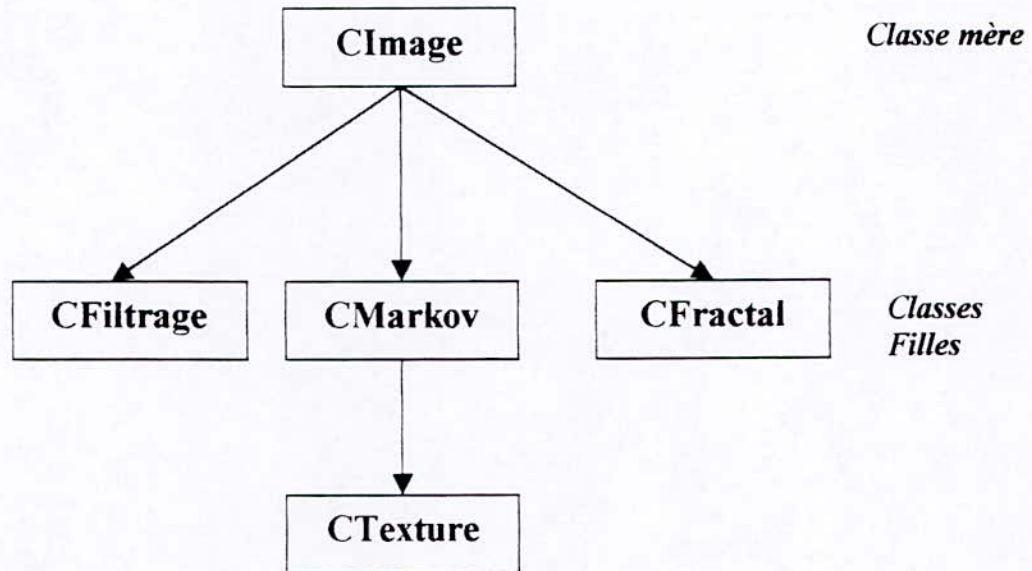 CImage
Classe mère
CFiltrage
CMarkov
CFractal
Classes
Filles
CTexture